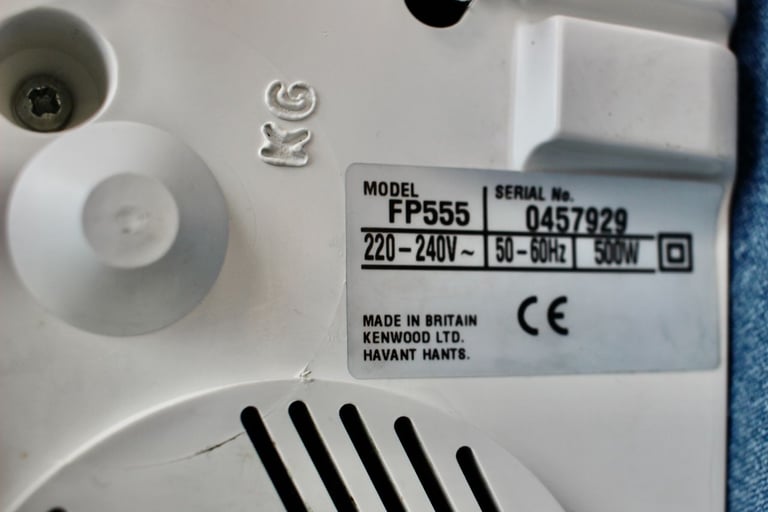 KG
MODEL
FP555
SERIAL No.
0457929
220-240V~
50-60Hz
500W
CE
MADE IN BRITAIN
KENWOOD LTD.
HAVANT HANTS.